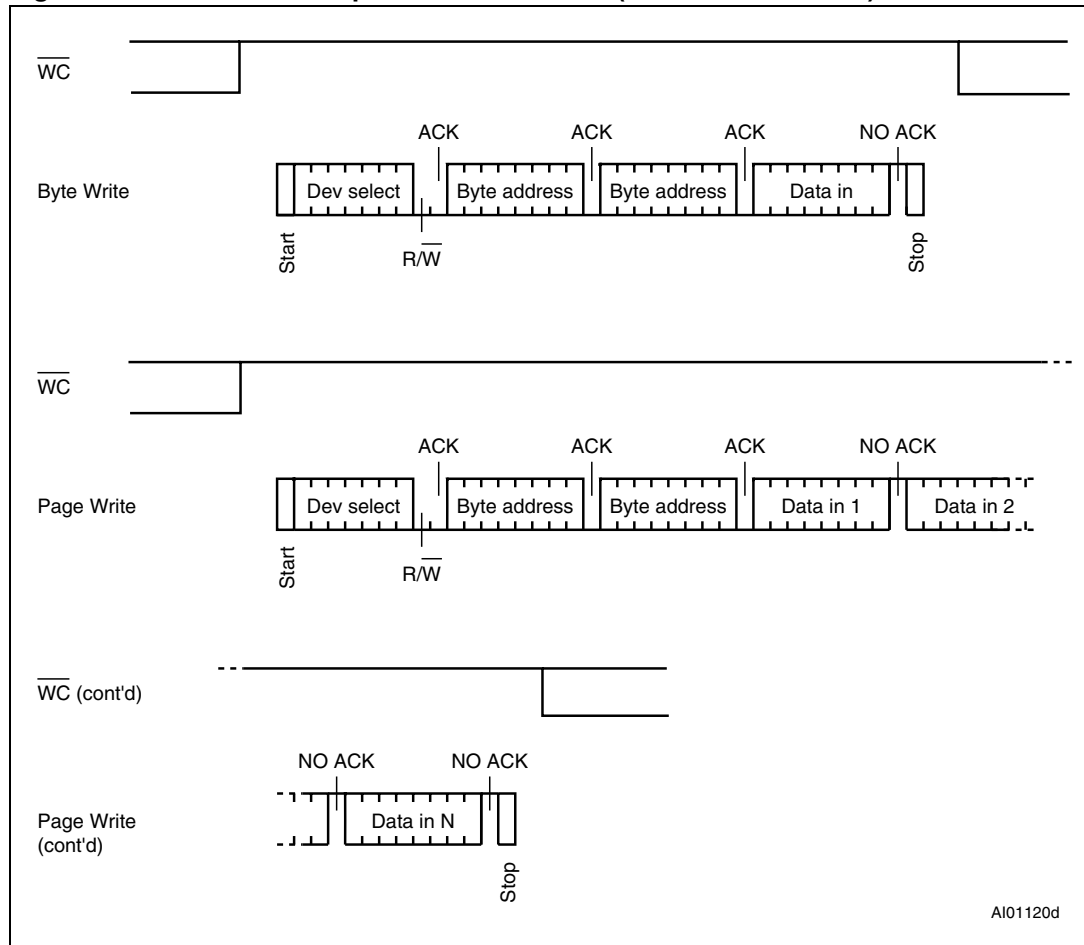 WC
ACK ACK ACK NO ACK
Byte Write Dev select Byte address Byte address Data in
Start R/W Stop
WC
ACK ACK ACK NO ACK
Page Write Dev select Byte address Byte address Data in 1 Data in 2
Start R/W
WC (cont'd)
NO ACK NO ACK
Page Write
(cont'd)
Data in N
Stop
AI01120d